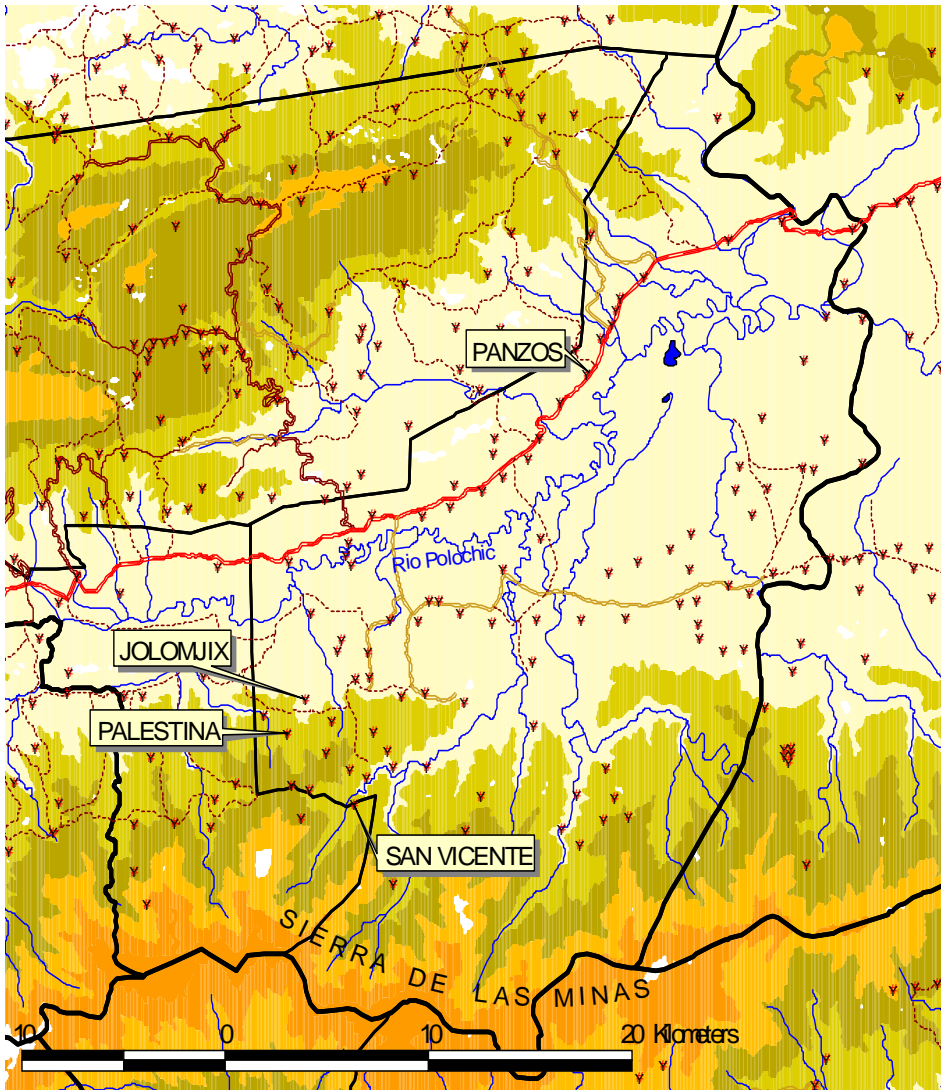 PANZOS
Rio Polochic
JOLOMJIX
PALESTINA
SAN VICENTE
SIERRA DE LAS MINAS
10 0 10 20 Kilometers